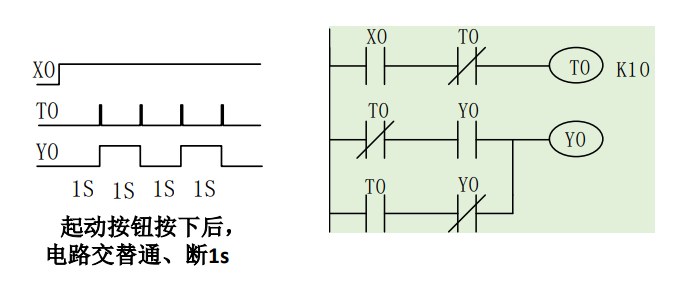 X0
T0
Y0
1S 1S 1S 1S
起动按钮按下后，
电路交替通、断1s
X0 T0
T0 K10
T0 Y0
Y0
T0 Y0